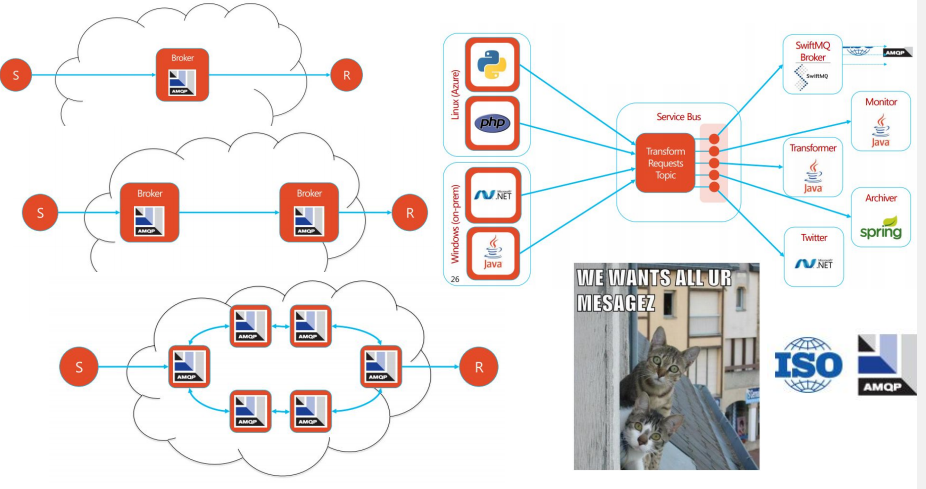 Broker
AMQP
S
R
Broker
AMQP
Broker
AMQP
S
R
AMQP
AMQP
AMQP
AMQP
AMQP
AMQP
S
R
Linux (Azure)
php
Windows (on-prem)
Microsoft
.NET
Java
26
Service Bus
Transform
Requests
Topic
SwiftMQ
Broker
SwiftMQ
AMQP
Monitor
Java
Transformer
Java
Archiver
spring
Twitter
Microsoft
.NET
WE WANTS ALL UR
MESAGEZ
ISO
AMQP